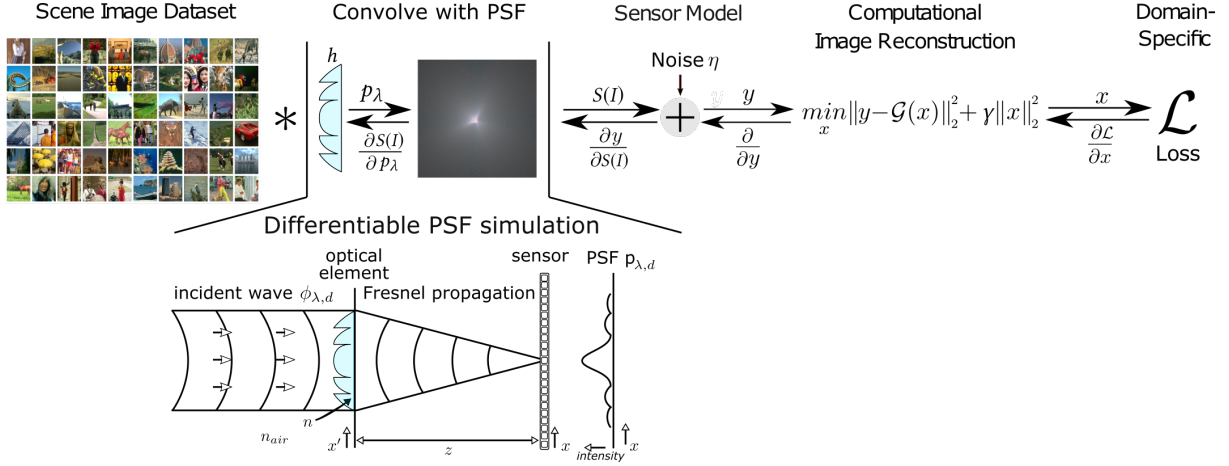 Scene Image Dataset
Convolve with PSF
Sensor Model
Computational
Image Reconstruction
Domain-
Specific
*
h
p_λ
∂S(I)
∂p_λ
S(I)
∂y
∂S(I)
Noise η
+
y
y
∂
∂y
min_x ||y−𝒢(x)||₂² + γ||x||₂²
x
∂ℒ
∂x
ℒ
Loss
Differentiable PSF simulation
optical
element
sensor
PSF p_λ,d
incident wave ϕ_λ,d
Fresnel propagation
n
n_air
x′
z
x
intensity
x